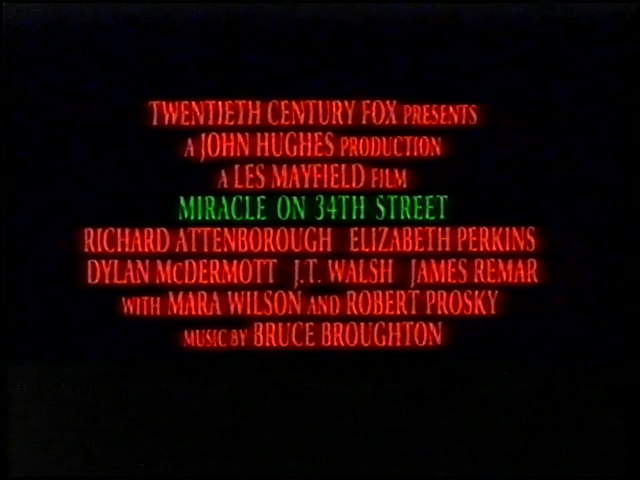 TWENTIETH CENTURY FOX PRESENTS
A JOHN HUGHES PRODUCTION
A LES MAYFIELD FILM
MIRACLE ON 34TH STREET
RICHARD ATTENBOROUGH ELIZABETH PERKINS
DYLAN MCDERMOTT J.T. WALSH JAMES REMAR
WITH MARA WILSON AND ROBERT PROSKY
MUSIC BY BRUCE BROUGHTON